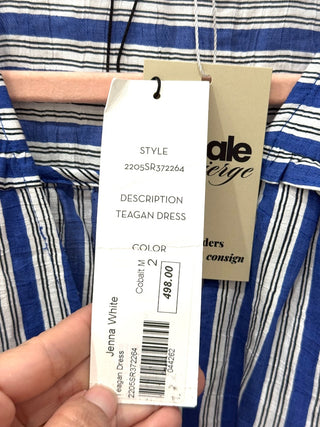 STYLE
2205SR372264
DESCRIPTION
TEAGAN DRESS
COLOR
Cobalt M
2
498.00
Jenna White
Teagan Dress
2205SR372264
044262
ale
erge
ders
consign